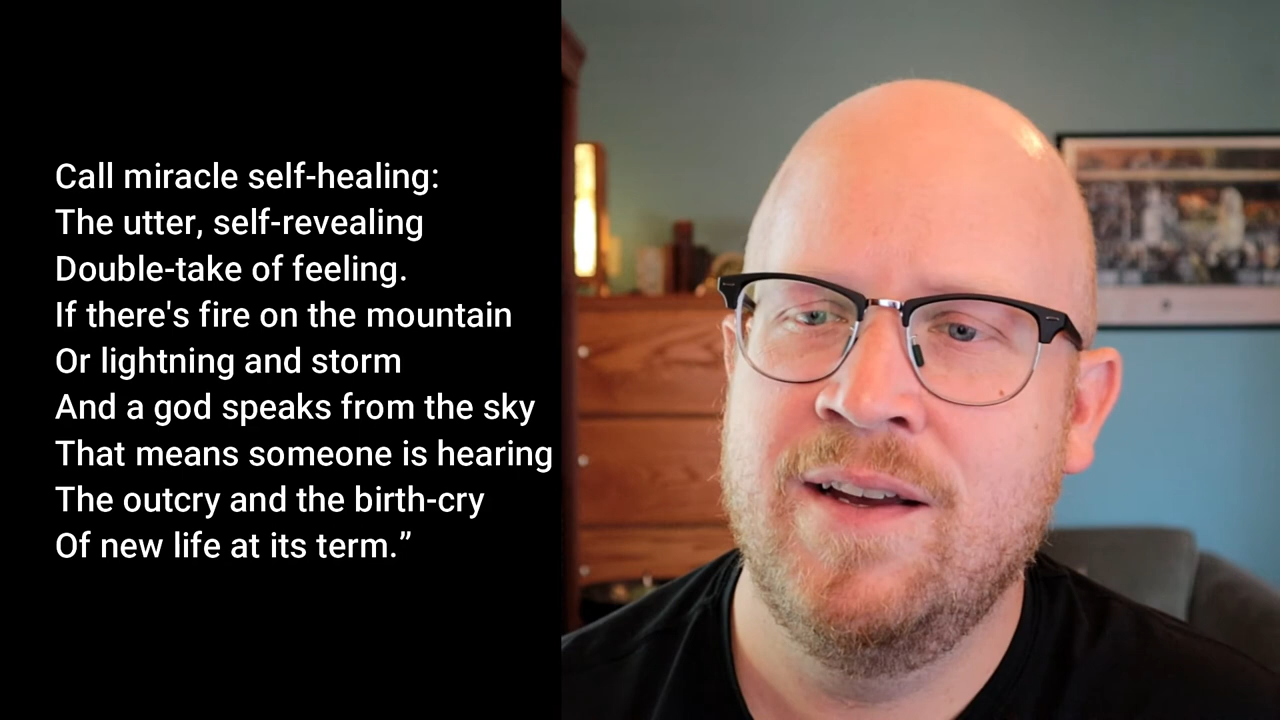 Call miracle self-healing:
The utter, self-revealing
Double-take of feeling.
If there's fire on the mountain
Or lightning and storm
And a god speaks from the sky
That means someone is hearing
The outcry and the birth-cry
Of new life at its term.”